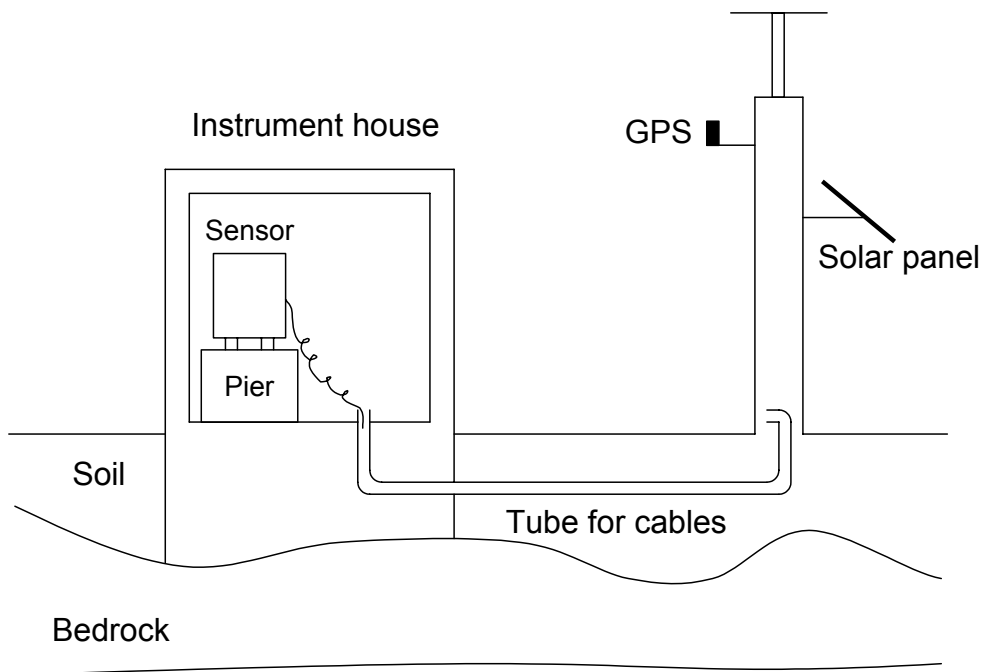 Instrument house
GPS
Sensor
Solar panel
Pier
Soil
Tube for cables
Bedrock